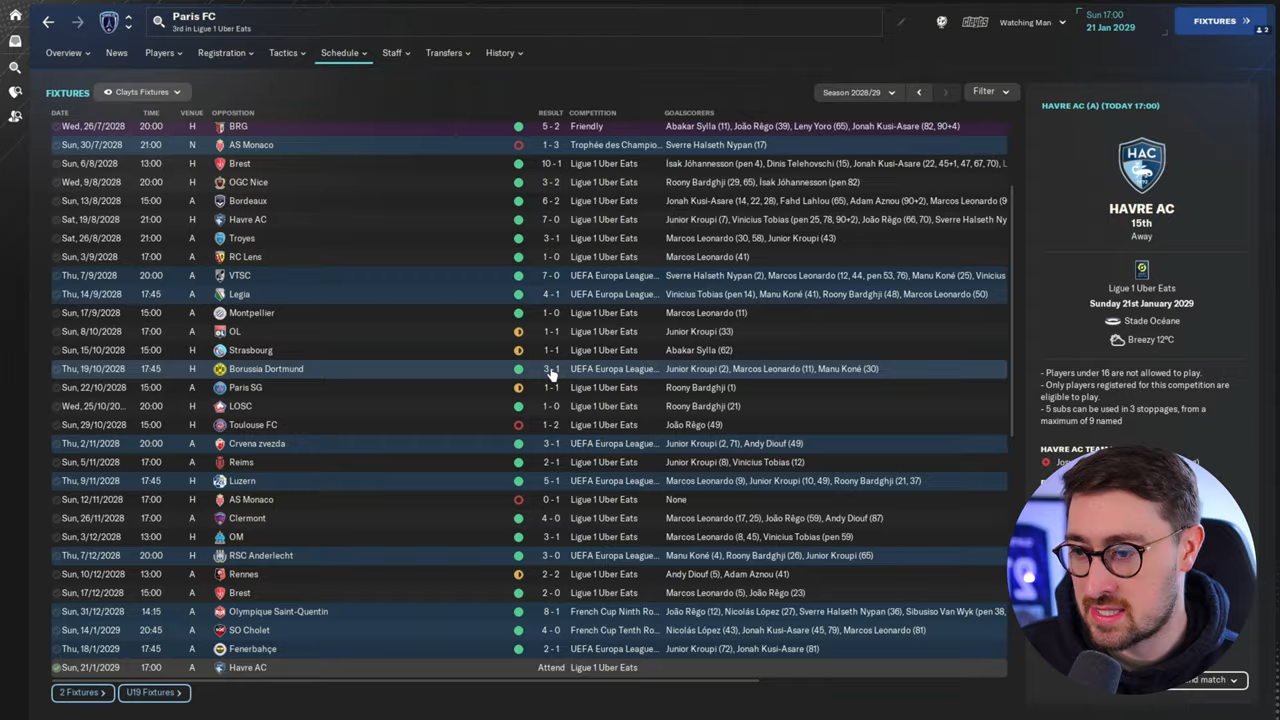 Paris FC
3rd in Ligue 1 Uber Eats
CLAYTS
Watching Man
Sun 17:00
21 Jan 2029
FIXTURES
2
Overview
News
Players
Registration
Tactics
Schedule
Staff
Transfers
History
FIXTURES
Clayts Fixtures
Season 2028/29
Filter
DATE TIME VENUE OPPOSITION RESULT COMPETITION GOALSCORERS
Wed, 26/7/2028 20:00 H BRG 5 - 2 Friendly Abakar Sylla (11), João Rêgo (39), Leny Yoro (65), Jonah Kusi-Asare (82, 90+4)
Sun, 30/7/2028 21:00 N AS Monaco 1 - 3 Trophée des Champio... Sverre Halseth Nypan (17)
Sun, 6/8/2028 13:00 H Brest 10 - 1 Ligue 1 Uber Eats Ísak Jóhannesson (pen 4), Dinis Telehovschi (15), Jonah Kusi-Asare (22, 45+1, 47, 67, 70), L
Wed, 9/8/2028 20:00 H OGC Nice 3 - 2 Ligue 1 Uber Eats Roony Bardghji (29, 65), Ísak Jóhannesson (pen 82)
Sun, 13/8/2028 15:00 A Bordeaux 6 - 2 Ligue 1 Uber Eats Jonah Kusi-Asare (14, 22, 28), Fahd Lahlou (65), Adam Aznou (90+2), Marcos Leonardo (9
Sat, 19/8/2028 21:00 H Havre AC 7 - 0 Ligue 1 Uber Eats Junior Kroupi (7), Vinicius Tobias (pen 25, 78, 90+2), João Rêgo (66, 70), Sverre Halseth Ny
Sat, 26/8/2028 21:00 A Troyes 3 - 1 Ligue 1 Uber Eats Marcos Leonardo (30, 58), Junior Kroupi (43)
Sun, 3/9/2028 17:00 A RC Lens 1 - 0 Ligue 1 Uber Eats Marcos Leonardo (41)
Thu, 7/9/2028 20:00 A VTSC 7 - 0 UEFA Europa League... Sverre Halseth Nypan (2), Marcos Leonardo (12, 44, pen 53, 76), Manu Koné (25), Vinicius
Thu, 14/9/2028 17:45 A Legia 4 - 1 UEFA Europa League... Vinicius Tobias (pen 14), Manu Koné (41), Roony Bardghji (48), Marcos Leonardo (50)
Sun, 17/9/2028 15:00 A Montpellier 1 - 0 Ligue 1 Uber Eats Marcos Leonardo (11)
Sun, 8/10/2028 17:00 A OL 1 - 1 Ligue 1 Uber Eats Junior Kroupi (33)
Sun, 15/10/2028 15:00 H Strasbourg 1 - 1 Ligue 1 Uber Eats Abakar Sylla (62)
Thu, 19/10/2028 17:45 H Borussia Dortmund 3 - 1 UEFA Europa League... Junior Kroupi (2), Marcos Leonardo (11), Manu Koné (30)
Sun, 22/10/2028 15:00 A Paris SG 1 - 1 Ligue 1 Uber Eats Roony Bardghji (1)
Wed, 25/10/20... 20:00 H LOSC 1 - 0 Ligue 1 Uber Eats Roony Bardghji (21)
Sun, 29/10/2028 15:00 H Toulouse FC 1 - 2 Ligue 1 Uber Eats João Rêgo (49)
Thu, 2/11/2028 20:00 A Crvena zvezda 3 - 1 UEFA Europa League... Junior Kroupi (2, 71), Andy Diouf (49)
Sun, 5/11/2028 17:00 A Reims 2 - 1 Ligue 1 Uber Eats Junior Kroupi (8), Vinicius Tobias (12)
Thu, 9/11/2028 17:45 H Luzern 5 - 1 UEFA Europa League... Marcos Leonardo (9), Junior Kroupi (10, 49), Roony Bardghji (21, 37)
Sun, 12/11/2028 17:00 H AS Monaco 0 - 1 Ligue 1 Uber Eats None
Sun, 26/11/2028 17:00 A Clermont 4 - 0 Ligue 1 Uber Eats Marcos Leonardo (17, 25), João Rêgo (59), Andy Diouf (87)
Sun, 3/12/2028 13:00 H OM 3 - 1 Ligue 1 Uber Eats Marcos Leonardo (8, 45), Vinicius Tobias (pen 59)
Thu, 7/12/2028 20:00 H RSC Anderlecht 3 - 0 UEFA Europa League... Manu Koné (4), Roony Bardghji (26), Junior Kroupi (65)
Sun, 10/12/2028 13:00 A Rennes 2 - 2 Ligue 1 Uber Eats Andy Diouf (5), Adam Aznou (41)
Sun, 17/12/2028 15:00 A Brest 2 - 0 Ligue 1 Uber Eats Marcos Leonardo (5), João Rêgo (23)
Sun, 31/12/2028 14:15 A Olympique Saint-Quentin 8 - 1 French Cup Ninth Ro... João Rêgo (12), Nicolás López (27), Sverre Halseth Nypan (36), Sibusiso Van Wyk (pen 38,
Sun, 14/1/2029 20:45 A SO Cholet 4 - 0 French Cup Tenth Ro... Nicolás López (43), Jonah Kusi-Asare (45, 79), Marcos Leonardo (81)
Thu, 18/1/2029 17:45 A Fenerbahçe 2 - 1 UEFA Europa League... Junior Kroupi (72), Jonah Kusi-Asare (81)
Sun, 21/1/2029 17:00 A Havre AC Attend Ligue 1 Uber Eats
2 Fixtures
U19 Fixtures
HAVRE AC (A) (TODAY 17:00)
HAC
HAVRE AC
15th
Away
Ligue 1 Uber Eats
Sunday 21st January 2029
Stade Océane
Breezy 12°C
- Players under 16 are not allowed to play.
- Only players registered for this competition are
eligible to play.
- 5 subs can be used in 3 stoppages, from a
maximum of 9 named
HAVRE AC TEAM
match